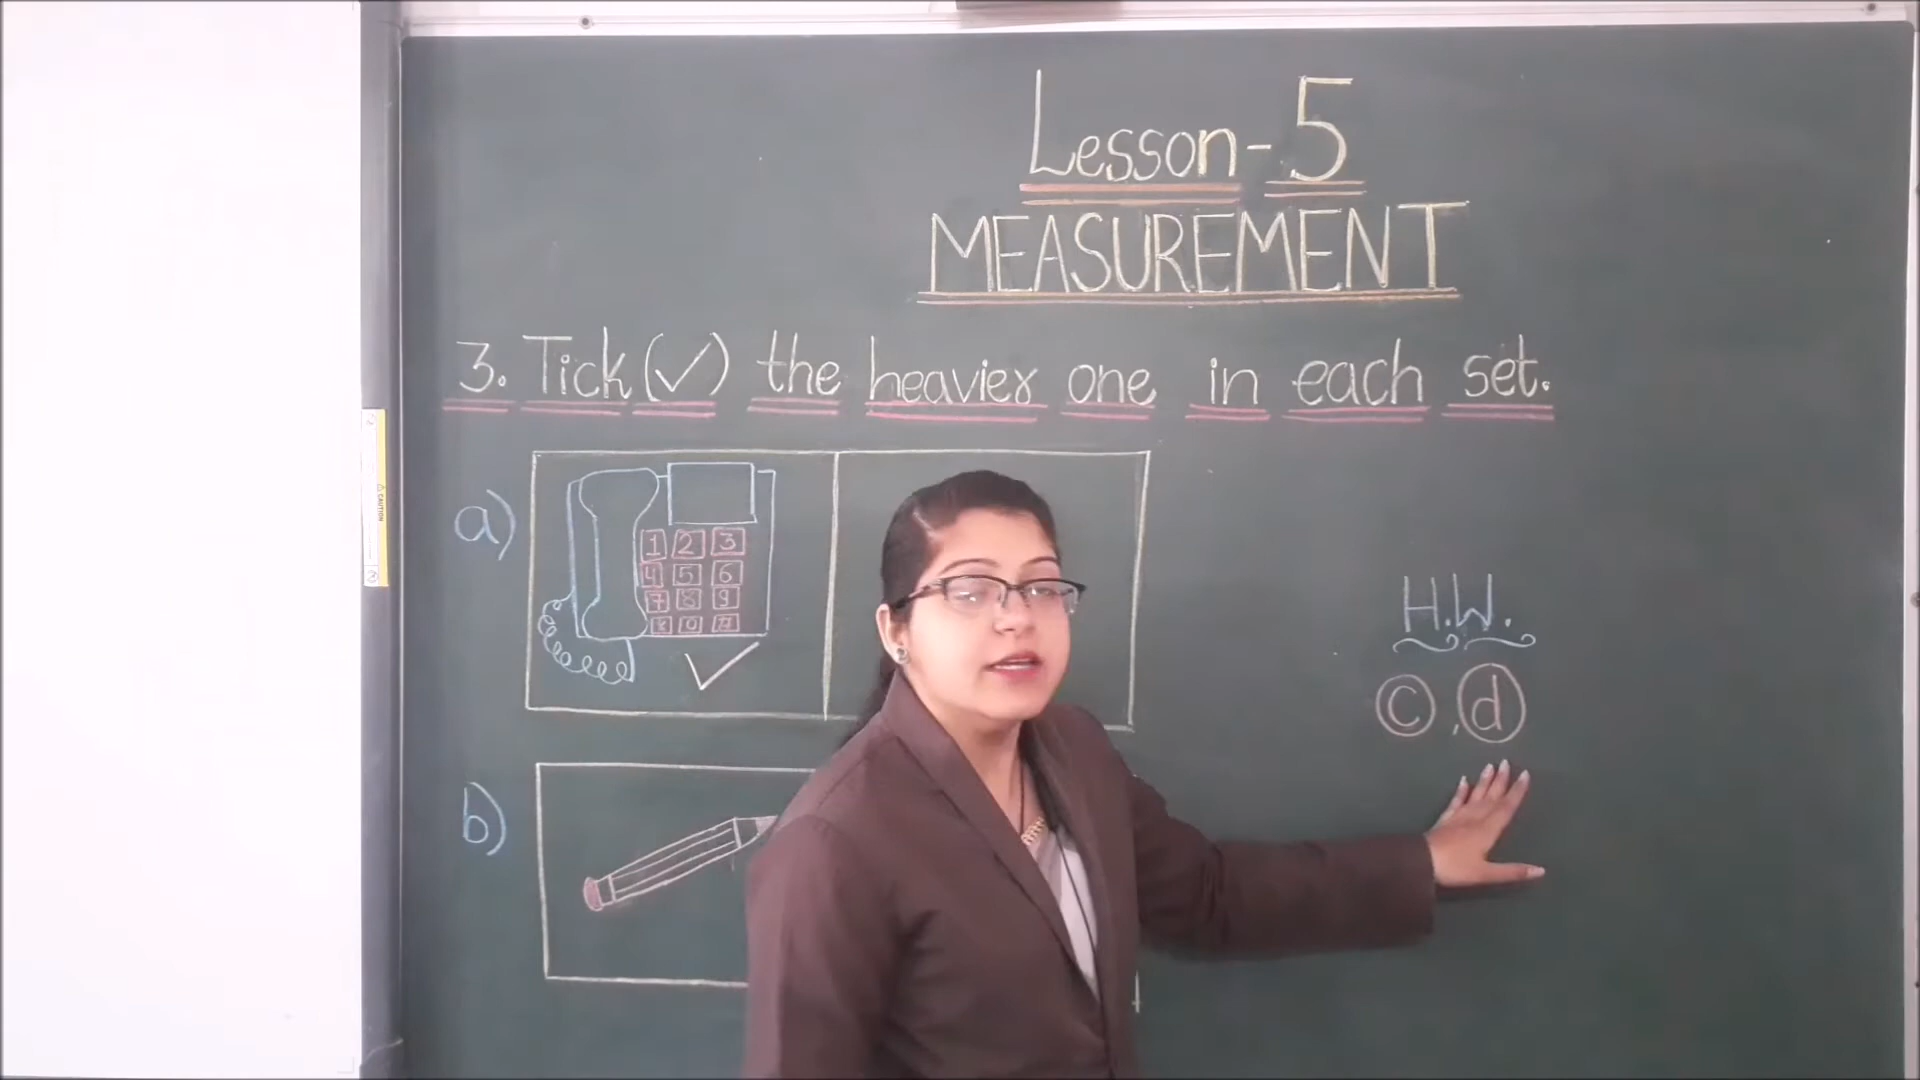 Lesson-5
MEASUREMENT
3. Tick (✓) the heavier one in each set.
a)
1 2 3
4 5 6
7 8 9
0 #
H.W.
c, d
b)
CAUTION